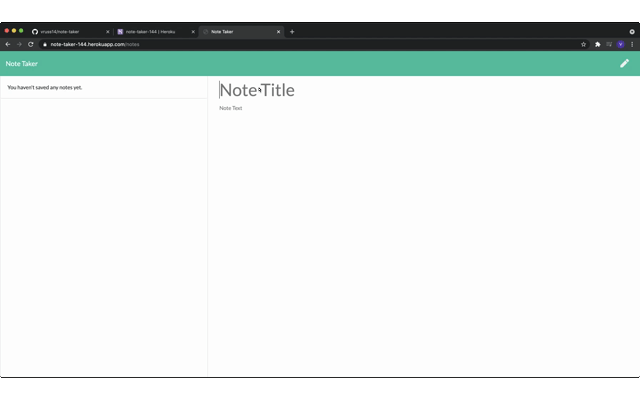 vruss14/note-taker
note-taker-144 | Heroku
Note Taker
note-taker-144.herokuapp.com/notes
Note Taker
You haven't saved any notes yet.
Note Title
Note Text